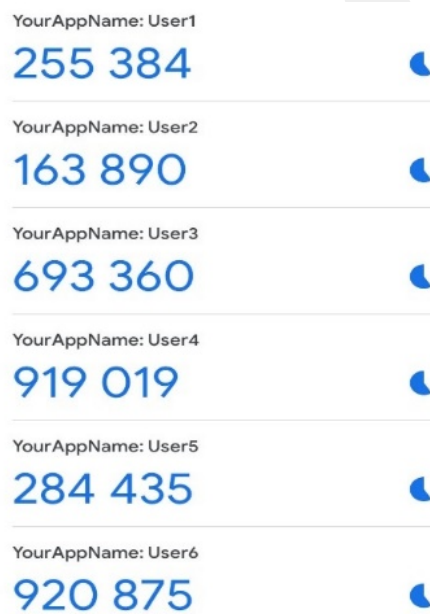 YourAppName: User1
255 384
YourAppName: User2
163 890
YourAppName: User3
693 360
YourAppName: User4
919 019
YourAppName: User5
284 435
YourAppName: User6
920 875